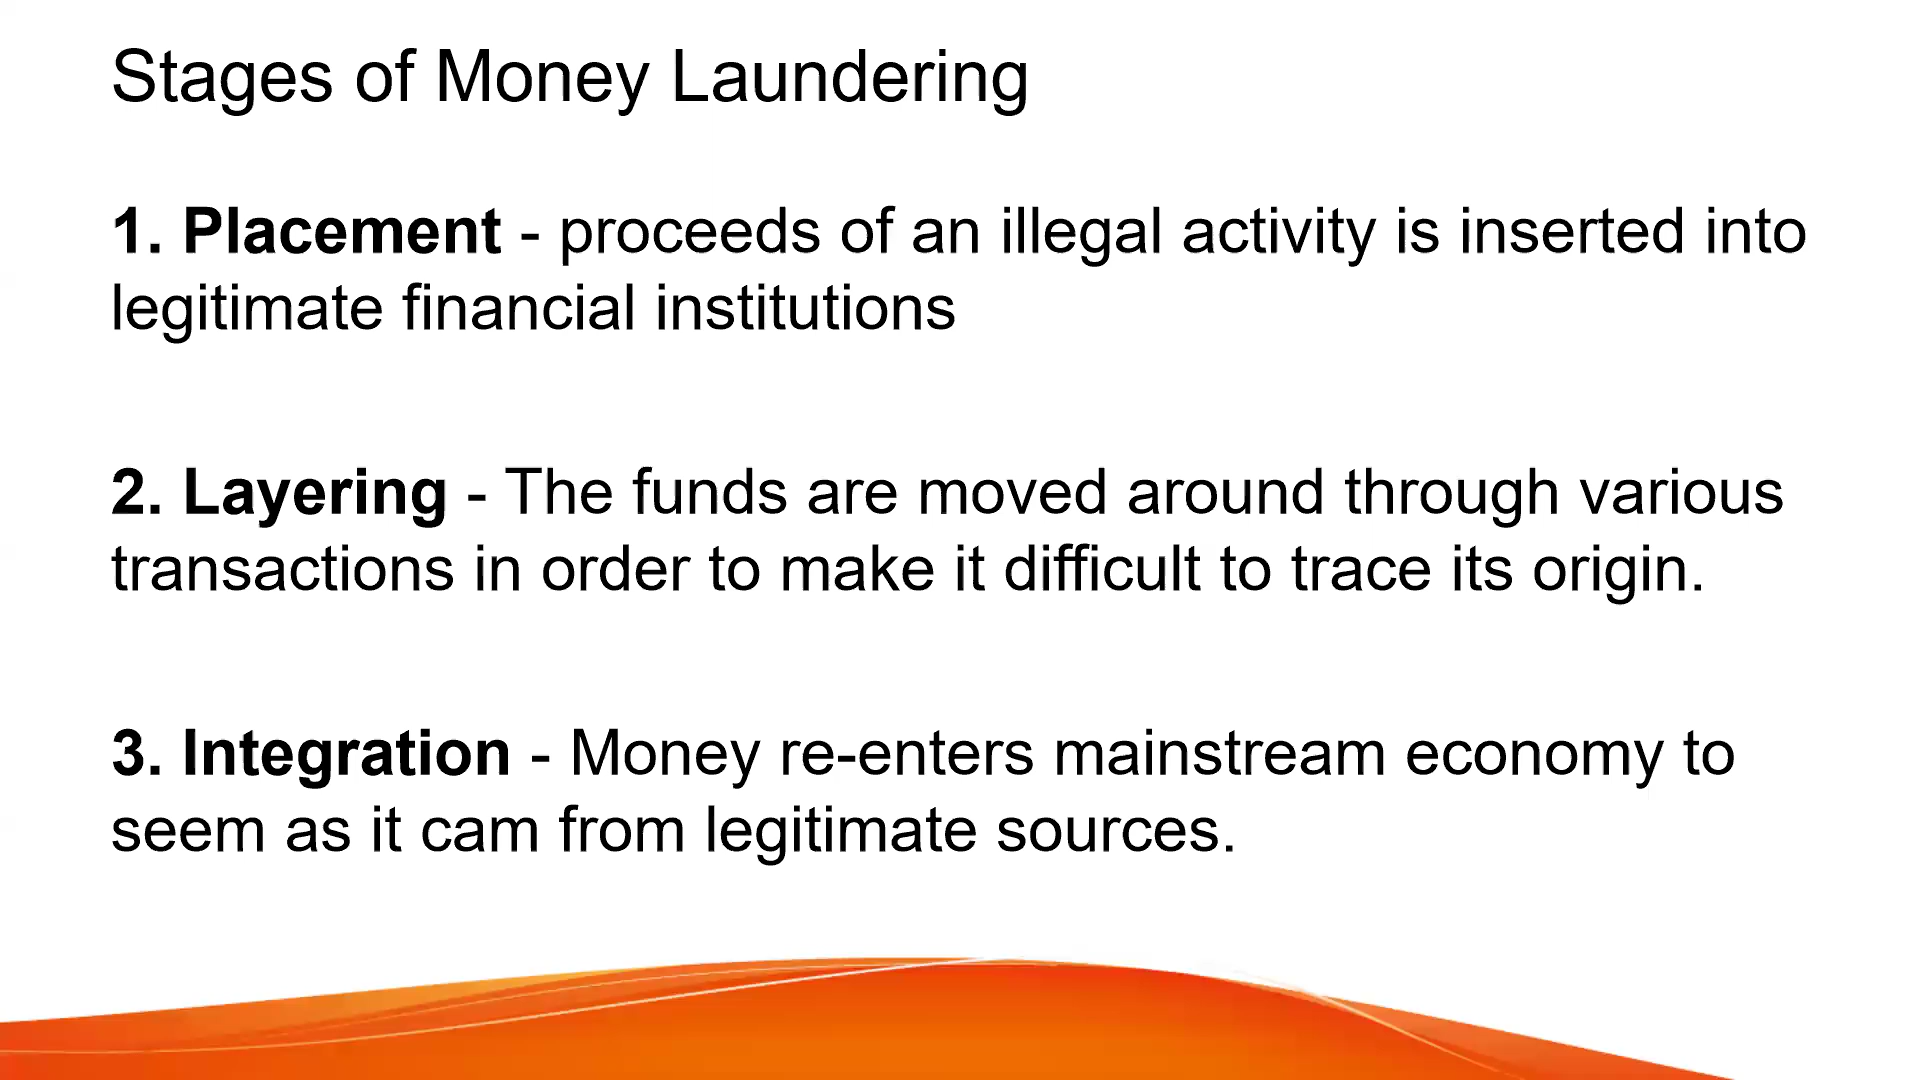 Stages of Money Laundering
1. Placement - proceeds of an illegal activity is inserted into
legitimate financial institutions
2. Layering - The funds are moved around through various
transactions in order to make it difficult to trace its origin.
3. Integration - Money re-enters mainstream economy to
seem as it cam from legitimate sources.